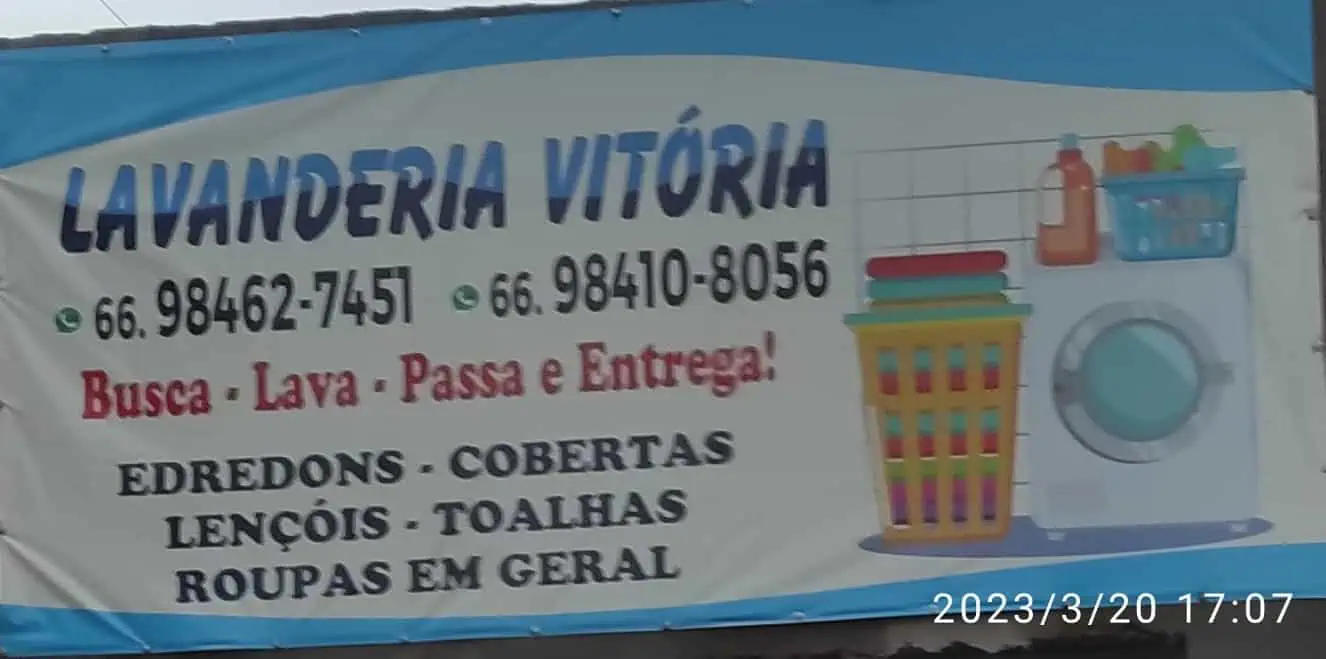 LAVANDERIA VITÓRIA
66. 98462-7451 66. 98410-8056
Busca - Lava - Passa e Entrega!
EDREDONS - COBERTAS
LENÇÓIS - TOALHAS
ROUPAS EM GERAL
2023/3/20 17:07